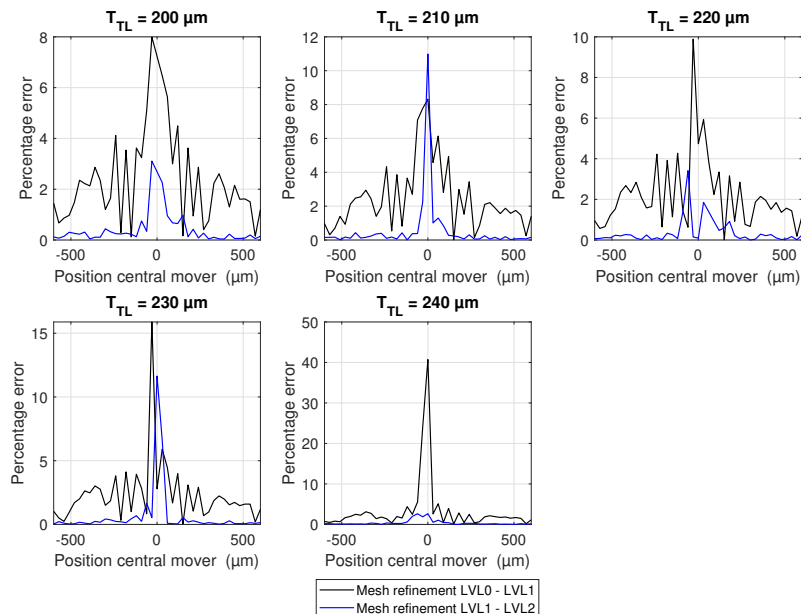 T_TL = 200 µm
T_TL = 210 µm
T_TL = 220 µm
8
6
4
2
0
Percentage error
-500 0 500
Position central mover (µm)
12
10
8
6
4
2
0
Percentage error
-500 0 500
Position central mover (µm)
10
8
6
4
2
0
Percentage error
-500 0 500
Position central mover (µm)
T_TL = 230 µm
T_TL = 240 µm
15
10
5
0
Percentage error
-500 0 500
Position central mover (µm)
50
40
30
20
10
0
Percentage error
-500 0 500
Position central mover (µm)
Mesh refinement LVL0 - LVL1
Mesh refinement LVL1 - LVL2